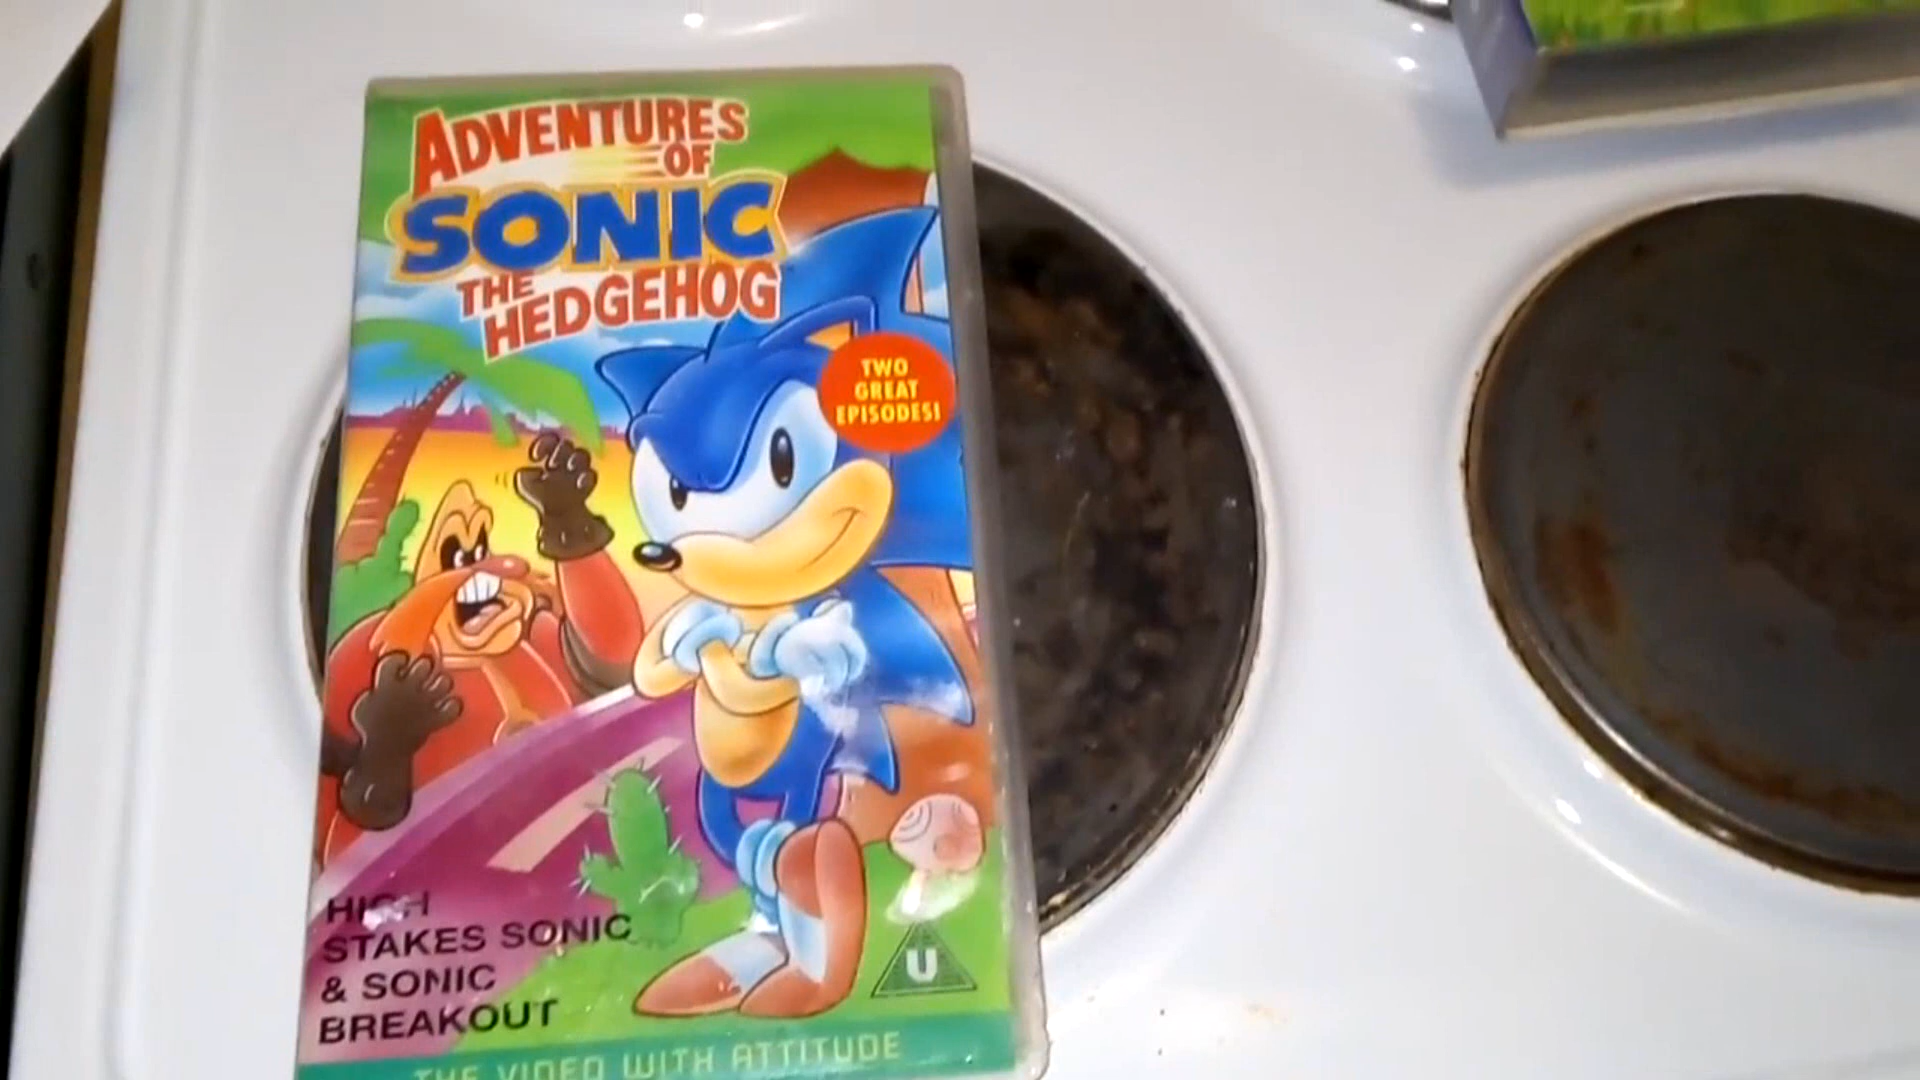 ADVENTURES
OF
SONIC
THE
HEDGEHOG
TWO
GREAT
EPISODES!
HIGH
STAKES SONIC
& SONIC
BREAKOUT
U
THE VIDEO WITH ATTITUDE